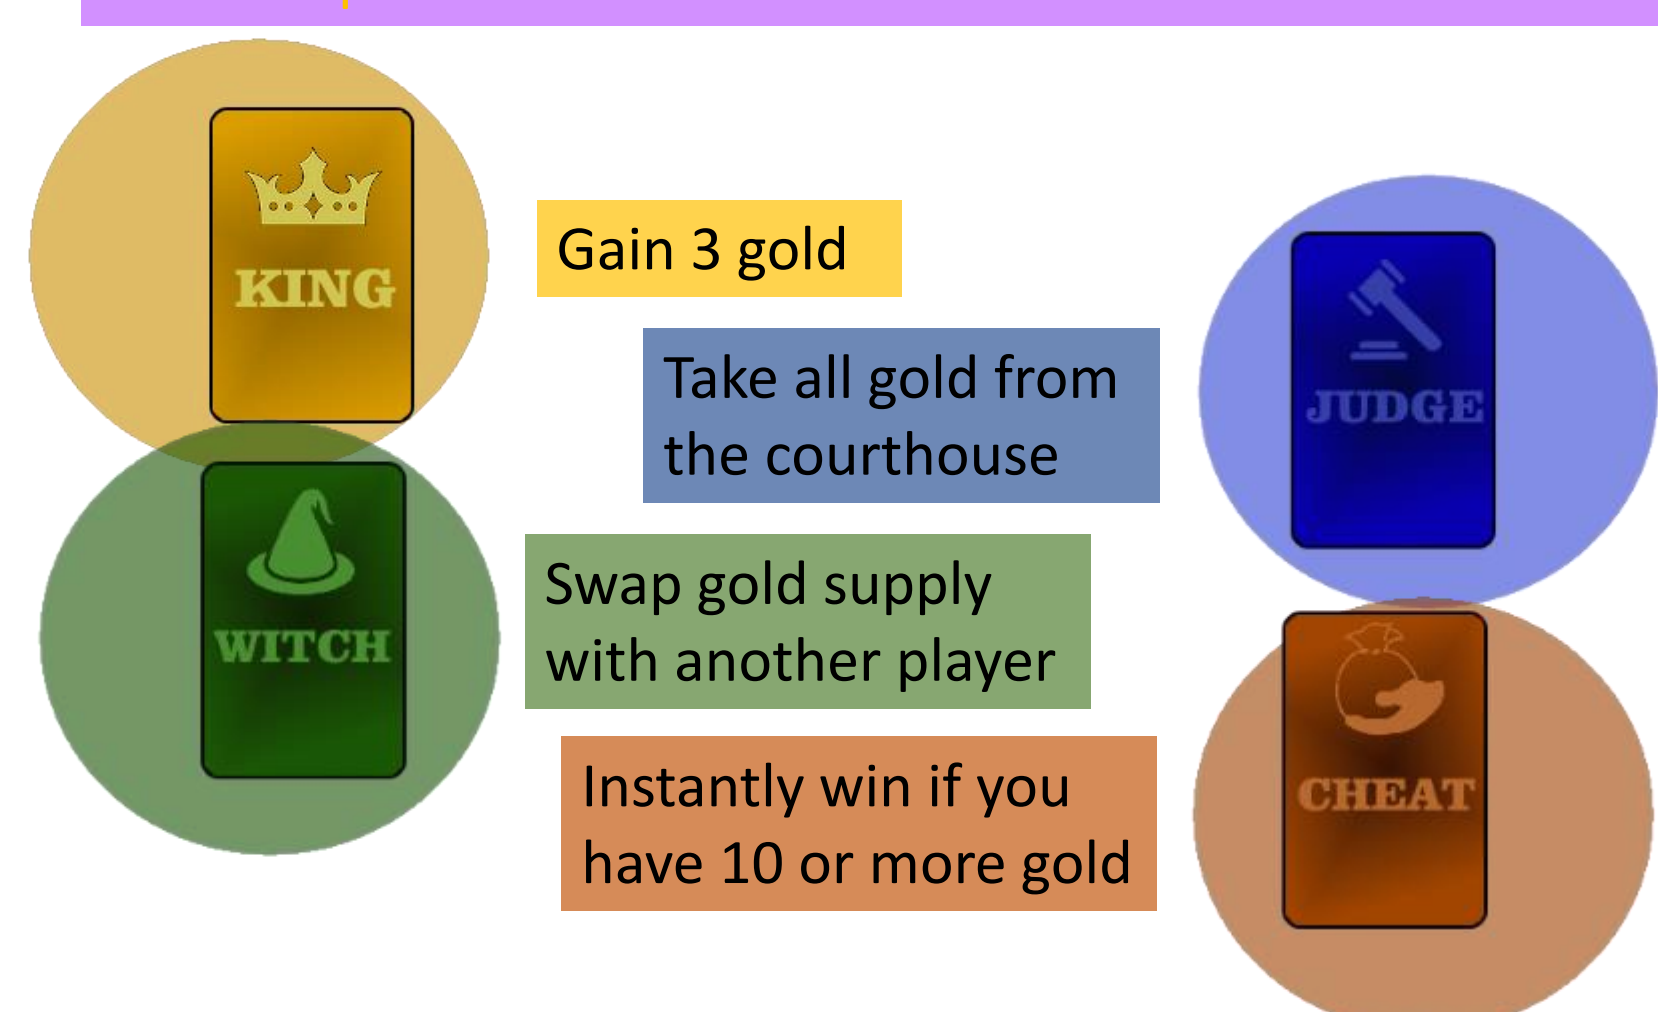 KING
Gain 3 gold
Take all gold from
the courthouse
JUDGE
WITCH
Swap gold supply
with another player
Instantly win if you
have 10 or more gold
CHEAT